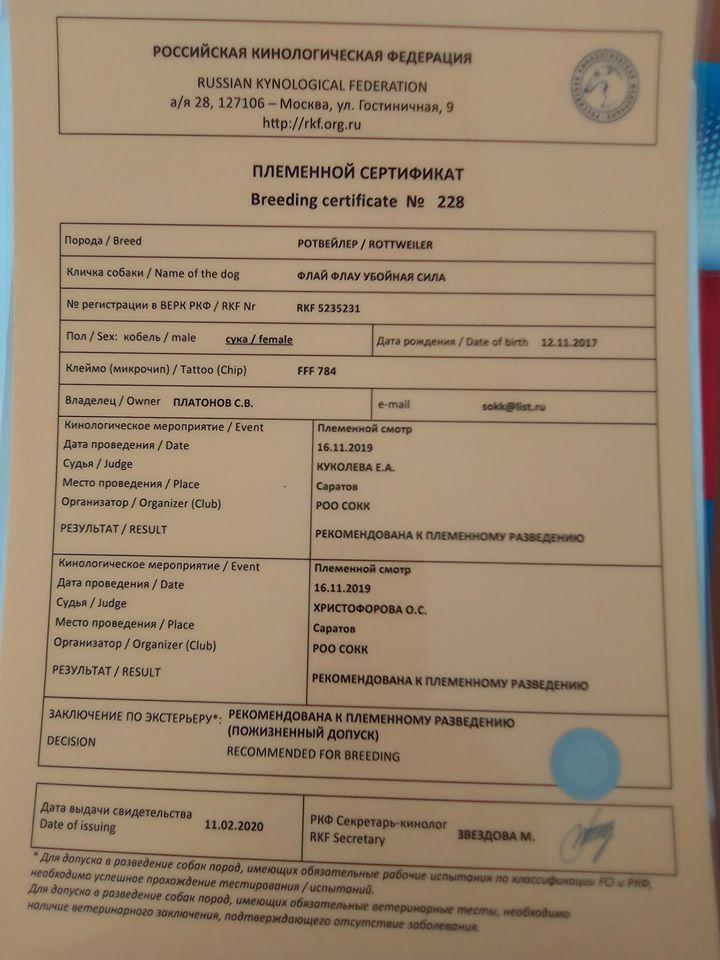 РОССИЙСКАЯ КИНОЛОГИЧЕСКАЯ ФЕДЕРАЦИЯ
RUSSIAN KYNOLOGICAL FEDERATION
а/я 28, 127106 – Москва, ул. Гостиничная, 9
http://rkf.org.ru
ПЛЕМЕННОЙ СЕРТИФИКАТ
Breeding certificate № 228
Порода / Breed РОТВЕЙЛЕР / ROTTWEILER
Кличка собаки / Name of the dog ФЛАЙ ФЛАУ УБОЙНАЯ СИЛА
№ регистрации в ВЕРК РКФ / RKF Nr RKF 5235231
Пол / Sex: кобель / male сука / female Дата рождения / Date of birth 12.11.2017
Клеймо (микрочип) / Tattoo (Chip) FFF 784
Владелец / Owner ПЛАТОНОВ С.В. e-mail sokk@list.ru
Кинологическое мероприятие / Event Племенной смотр
Дата проведения / Date 16.11.2019
Судья / Judge КУКОЛЕВА Е.А.
Место проведения / Place Саратов
Организатор / Organizer (Club) РОО СОКК
РЕЗУЛЬТАТ / RESULT РЕКОМЕНДОВАНА К ПЛЕМЕННОМУ РАЗВЕДЕНИЮ
Кинологическое мероприятие / Event Племенной смотр
Дата проведения / Date 16.11.2019
Судья / Judge ХРИСТОФОРОВА О.С.
Место проведения / Place Саратов
Организатор / Organizer (Club) РОО СОКК
РЕЗУЛЬТАТ / RESULT РЕКОМЕНДОВАНА К ПЛЕМЕННОМУ РАЗВЕДЕНИЮ
ЗАКЛЮЧЕНИЕ ПО ЭКСТЕРЬЕРУ*: РЕКОМЕНДОВАНА К ПЛЕМЕННОМУ РАЗВЕДЕНИЮ
(ПОЖИЗНЕННЫЙ ДОПУСК)
DECISION RECOMMENDED FOR BREEDING
Дата выдачи свидетельства РКФ Секретарь-кинолог
Date of issuing 11.02.2020 RKF Secretary ЗВЕЗДОВА М.
* Для допуска в разведение собак пород, имеющих обязательные рабочие испытания по классификации FCI и РКФ,
необходимо успешное прохождение тестирования / испытаний.
Для допуска в разведение собак пород, имеющих обязательные ветеринарные тесты, необходимо
наличие ветеринарного заключения, подтверждающего отсутствие заболевания.